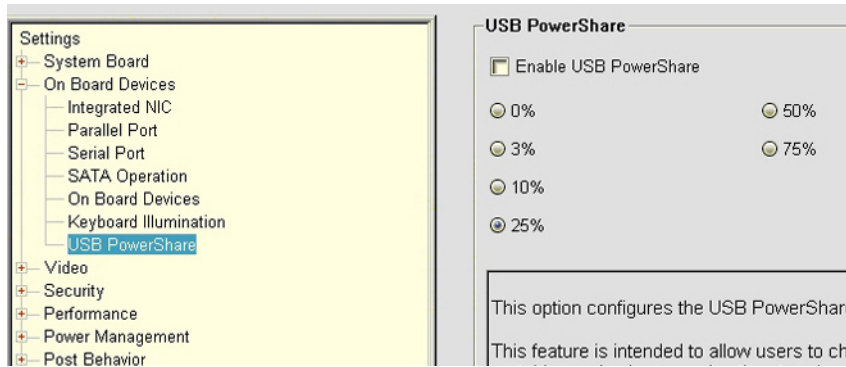 Settings
System Board
On Board Devices
Integrated NIC
Parallel Port
Serial Port
SATA Operation
On Board Devices
Keyboard Illumination
USB PowerShare
Video
Security
Performance
Power Management
Post Behavior
USB PowerShare
Enable USB PowerShare
0%
50%
3%
75%
10%
25%
This option configures the USB PowerShar
This feature is intended to allow users to ch